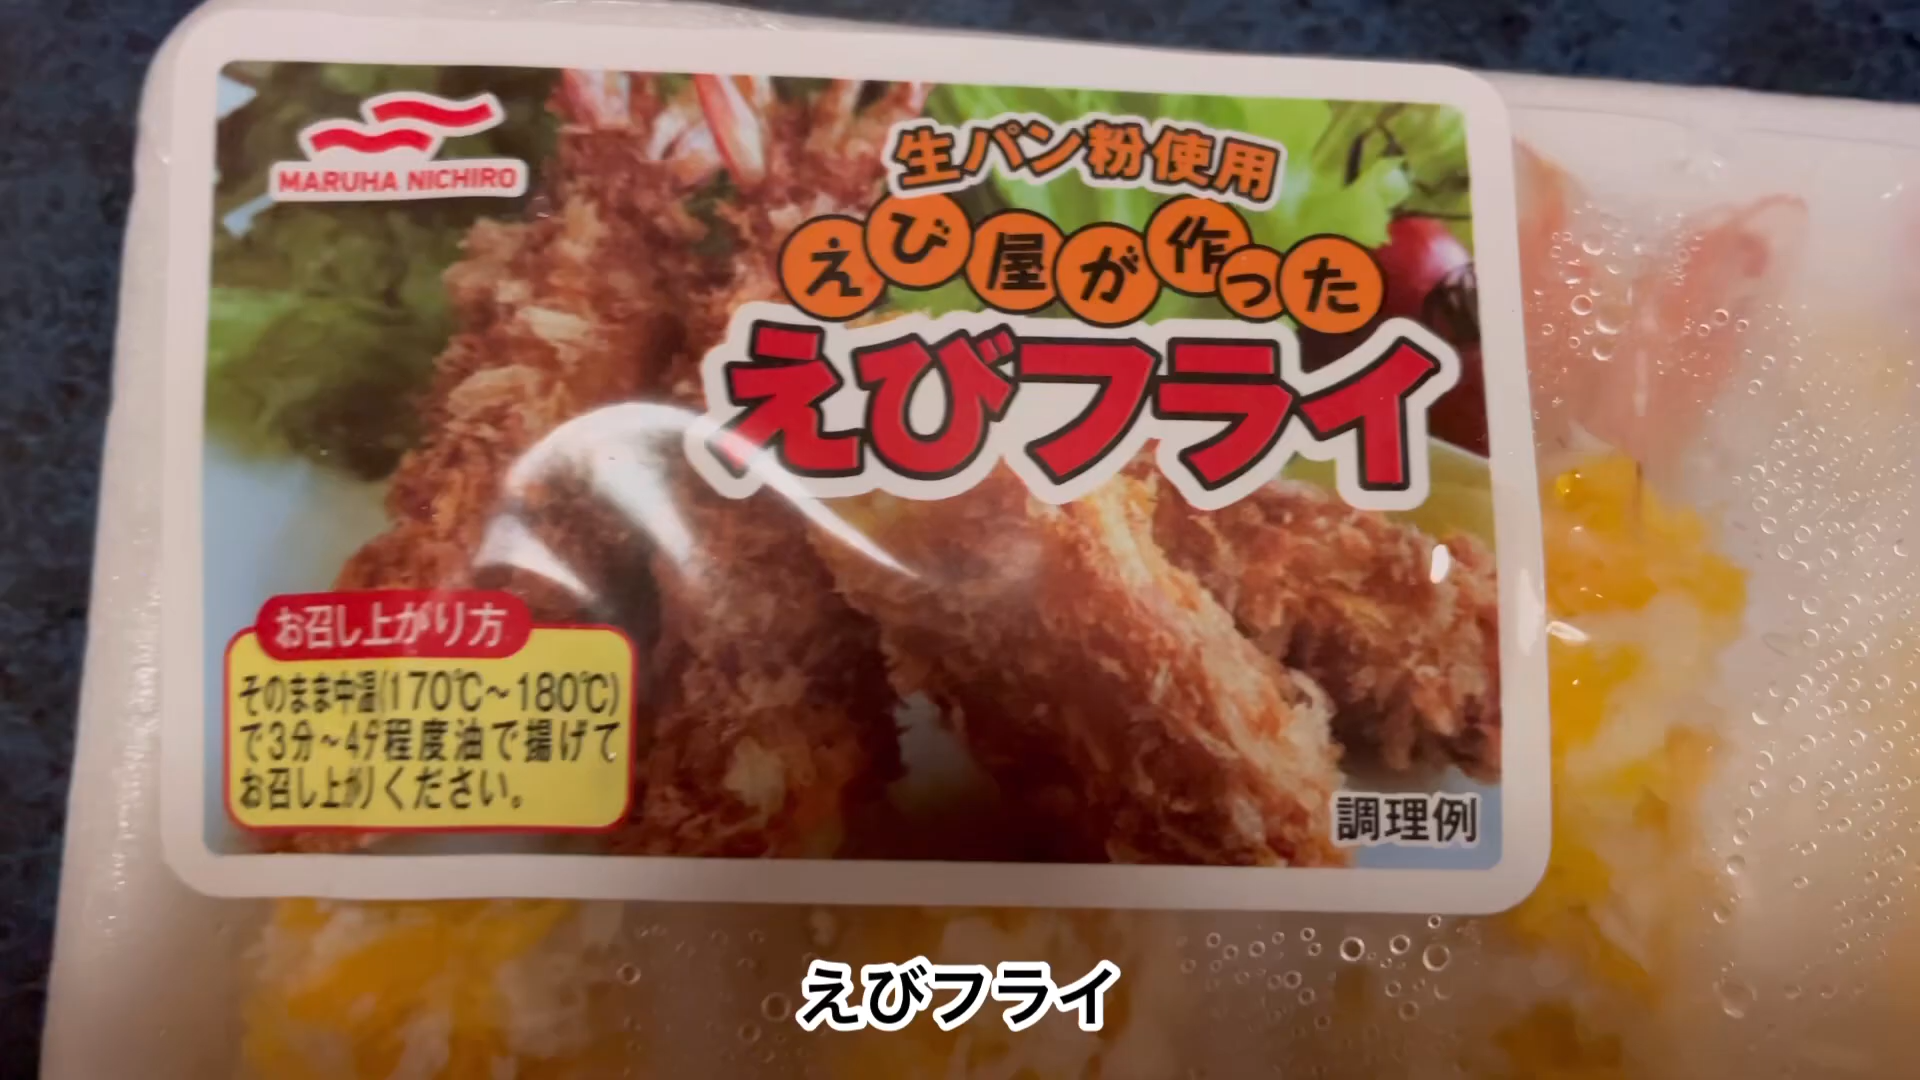 MARUHA NICHIRO
生パン粉使用
えび屋が作った
えびフライ
お召し上がり方
そのまま中温(170℃～180℃)
で3分～4分程度油で揚げて
お召し上がりください。
調理例
えびフライ